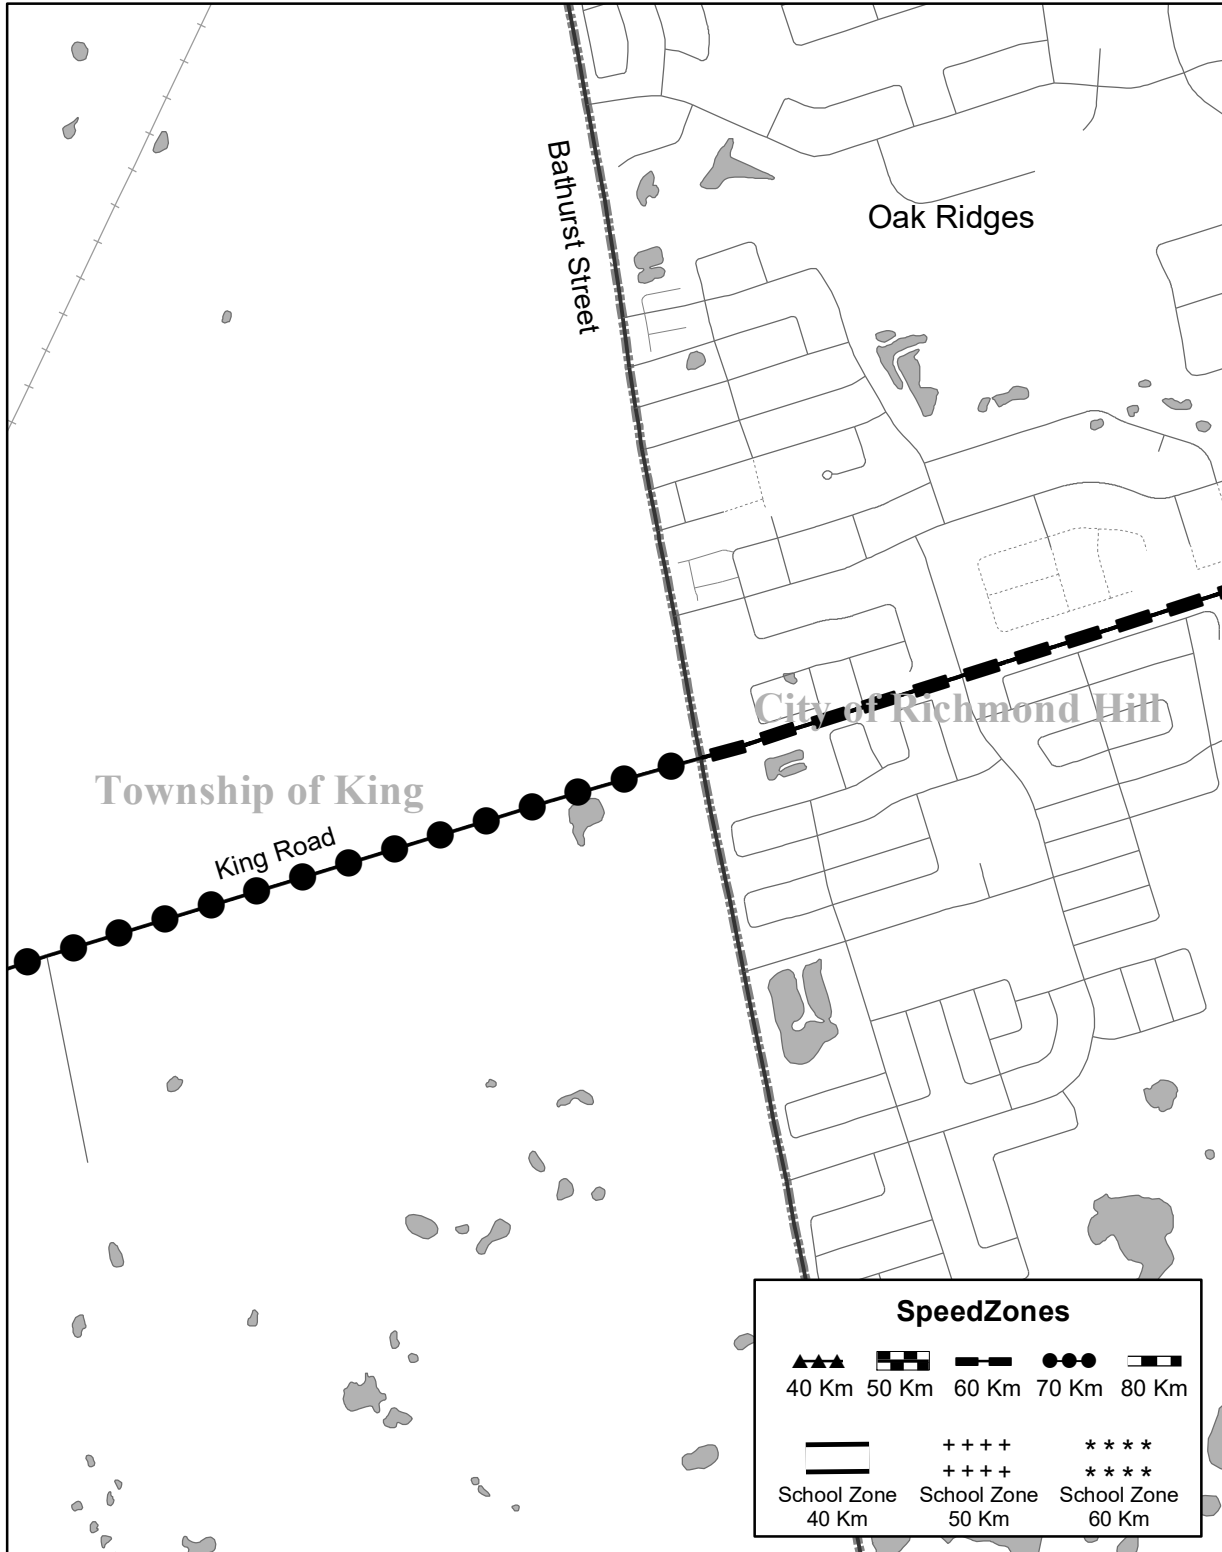 Bathurst Street
Oak Ridges
City of Richmond Hill
Township of King
King Road
SpeedZones
40 Km 50 Km 60 Km 70 Km 80 Km
School Zone School Zone School Zone
40 Km 50 Km 60 Km